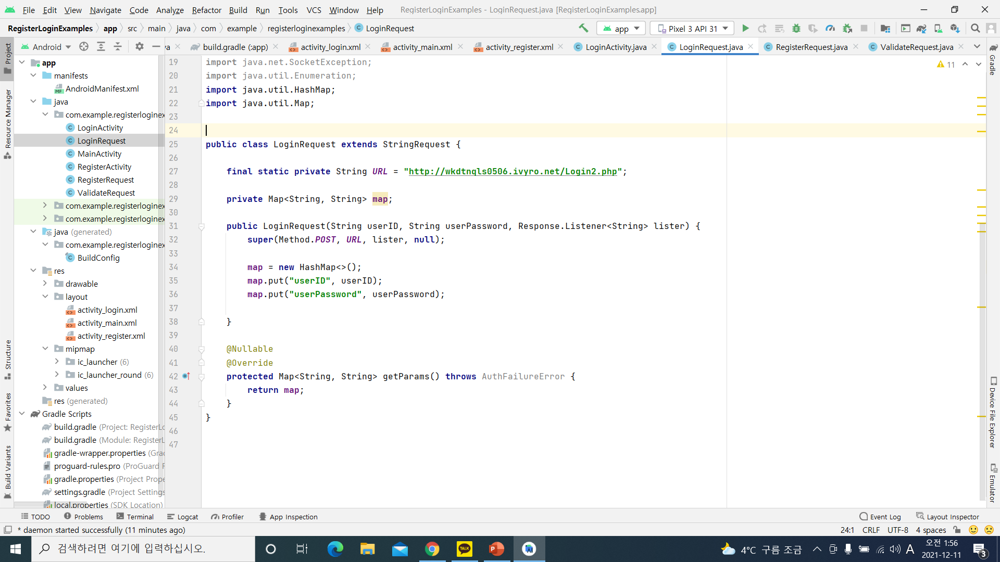 File Edit View Navigate Code Analyze Refactor Build Run Tools VCS Window Help RegisterLoginExamples - LoginRequest.java [RegisterLoginExamples.app]
RegisterLoginExamples app src main java com example registerloginexamples LoginRequest app Pixel 3 API 31
Android build.gradle (:app) activity_login.xml activity_main.xml activity_register.xml LoginActivity.java LoginRequest.java RegisterRequest.java ValidateRequest.java
Project
Resource Manager
Structure
Favorites
Build Variants
app
manifests
AndroidManifest.xml
java
com.example.registerloginex
LoginActivity
LoginRequest
MainActivity
RegisterActivity
RegisterRequest
ValidateRequest
com.example.registerloginex
com.example.registerloginex
java (generated)
com.example.registerloginex
BuildConfig
res
drawable
layout
activity_login.xml
activity_main.xml
activity_register.xml
mipmap
ic_launcher (6)
ic_launcher_round (6)
values
res (generated)
Gradle Scripts
build.gradle (Project: RegisterLo
build.gradle (Module: RegisterL
gradle-wrapper.properties (Grad
proguard-rules.pro (ProGuard R
gradle.properties (Project Prope
settings.gradle (Project Settings
local.properties (SDK Location)
19 import java.net.SocketException;
20 import java.util.Enumeration;
21 import java.util.HashMap;
22 import java.util.Map;
23
24
25 public class LoginRequest extends StringRequest {
26
27 final static private String URL = "http://wkdtnqls0506.ivyro.net/Login2.php";
28
29 private Map<String, String> map;
30
31 public LoginRequest(String userID, String userPassword, Response.Listener<String> lister) {
32 super(Method.POST, URL, lister, null);
33
34 map = new HashMap<>();
35 map.put("userID", userID);
36 map.put("userPassword", userPassword);
37
38 }
39
40 @Nullable
41 @Override
42 protected Map<String, String> getParams() throws AuthFailureError {
43 return map;
44 }
45 }
46
47
11
Gradle
Device File Explorer
Emulator
TODO Problems Terminal Logcat Profiler App Inspection Event Log Layout Inspector
* daemon started successfully (11 minutes ago) 24:1 CRLF UTF-8 4 spaces
검색하려면 여기에 입력하십시오. TALK 4°C 구름 조금 A 오전 1:56
2021-12-11 3